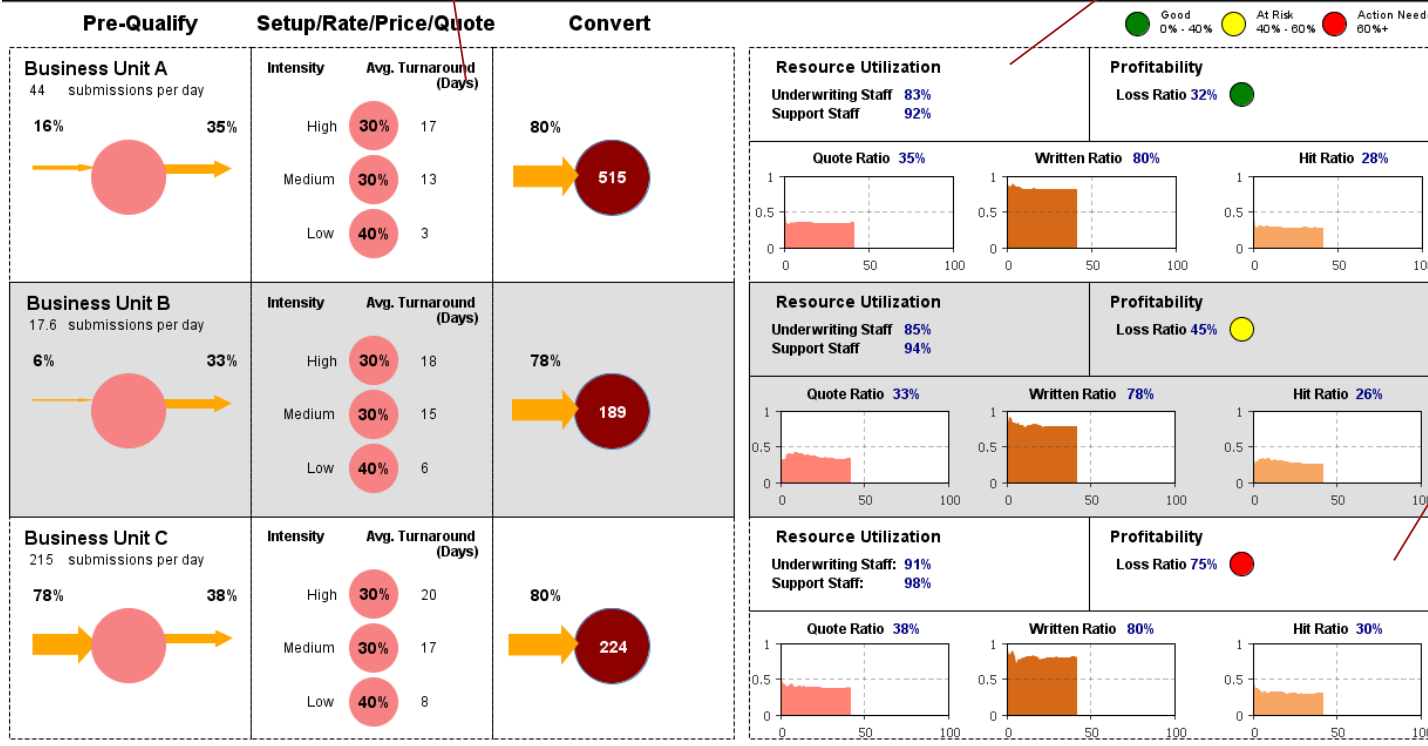 Pre-Qualify Setup/Rate/Price/Quote Convert
Good 0% - 40%
At Risk 40% - 60%
Action Need 60%+
Business Unit A
44 submissions per day
16% 35%
Intensity Avg. Turnaround (Days)
High 30% 17
Medium 30% 13
Low 40% 3
80%
515
Resource Utilization
Underwriting Staff 83%
Support Staff 92%
Profitability
Loss Ratio 32%
Quote Ratio 35%
1
0.5
0
0 50 100
Written Ratio 80%
1
0.5
0
0 50 100
Hit Ratio 28%
1
0.5
0
0 50 10
Business Unit B
17.6 submissions per day
6% 33%
Intensity Avg. Turnaround (Days)
High 30% 18
Medium 30% 15
Low 40% 6
78%
189
Resource Utilization
Underwriting Staff 85%
Support Staff 94%
Profitability
Loss Ratio 45%
Quote Ratio 33%
1
0.5
0
0 50 100
Written Ratio 78%
1
0.5
0
0 50 100
Hit Ratio 26%
1
0.5
0
0 50 100
Business Unit C
215 submissions per day
78% 38%
Intensity Avg. Turnaround (Days)
High 30% 20
Medium 30% 17
Low 40% 8
80%
224
Resource Utilization
Underwriting Staff: 91%
Support Staff: 98%
Profitability
Loss Ratio 75%
Quote Ratio 38%
1
0.5
0
0 50 100
Written Ratio 80%
1
0.5
0
0 50 100
Hit Ratio 30%
1
0.5
0
0 50 100